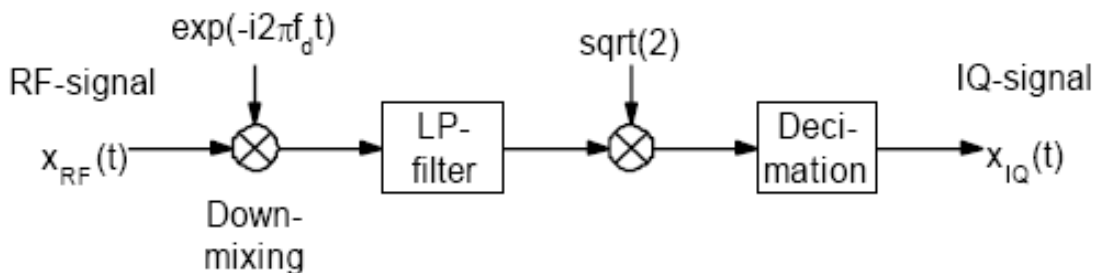 exp(-i2πf_d t)
sqrt(2)
RF-signal
IQ-signal
x_RF(t)
LP-
filter
Deci-
mation
x_IQ(t)
Down-
mixing